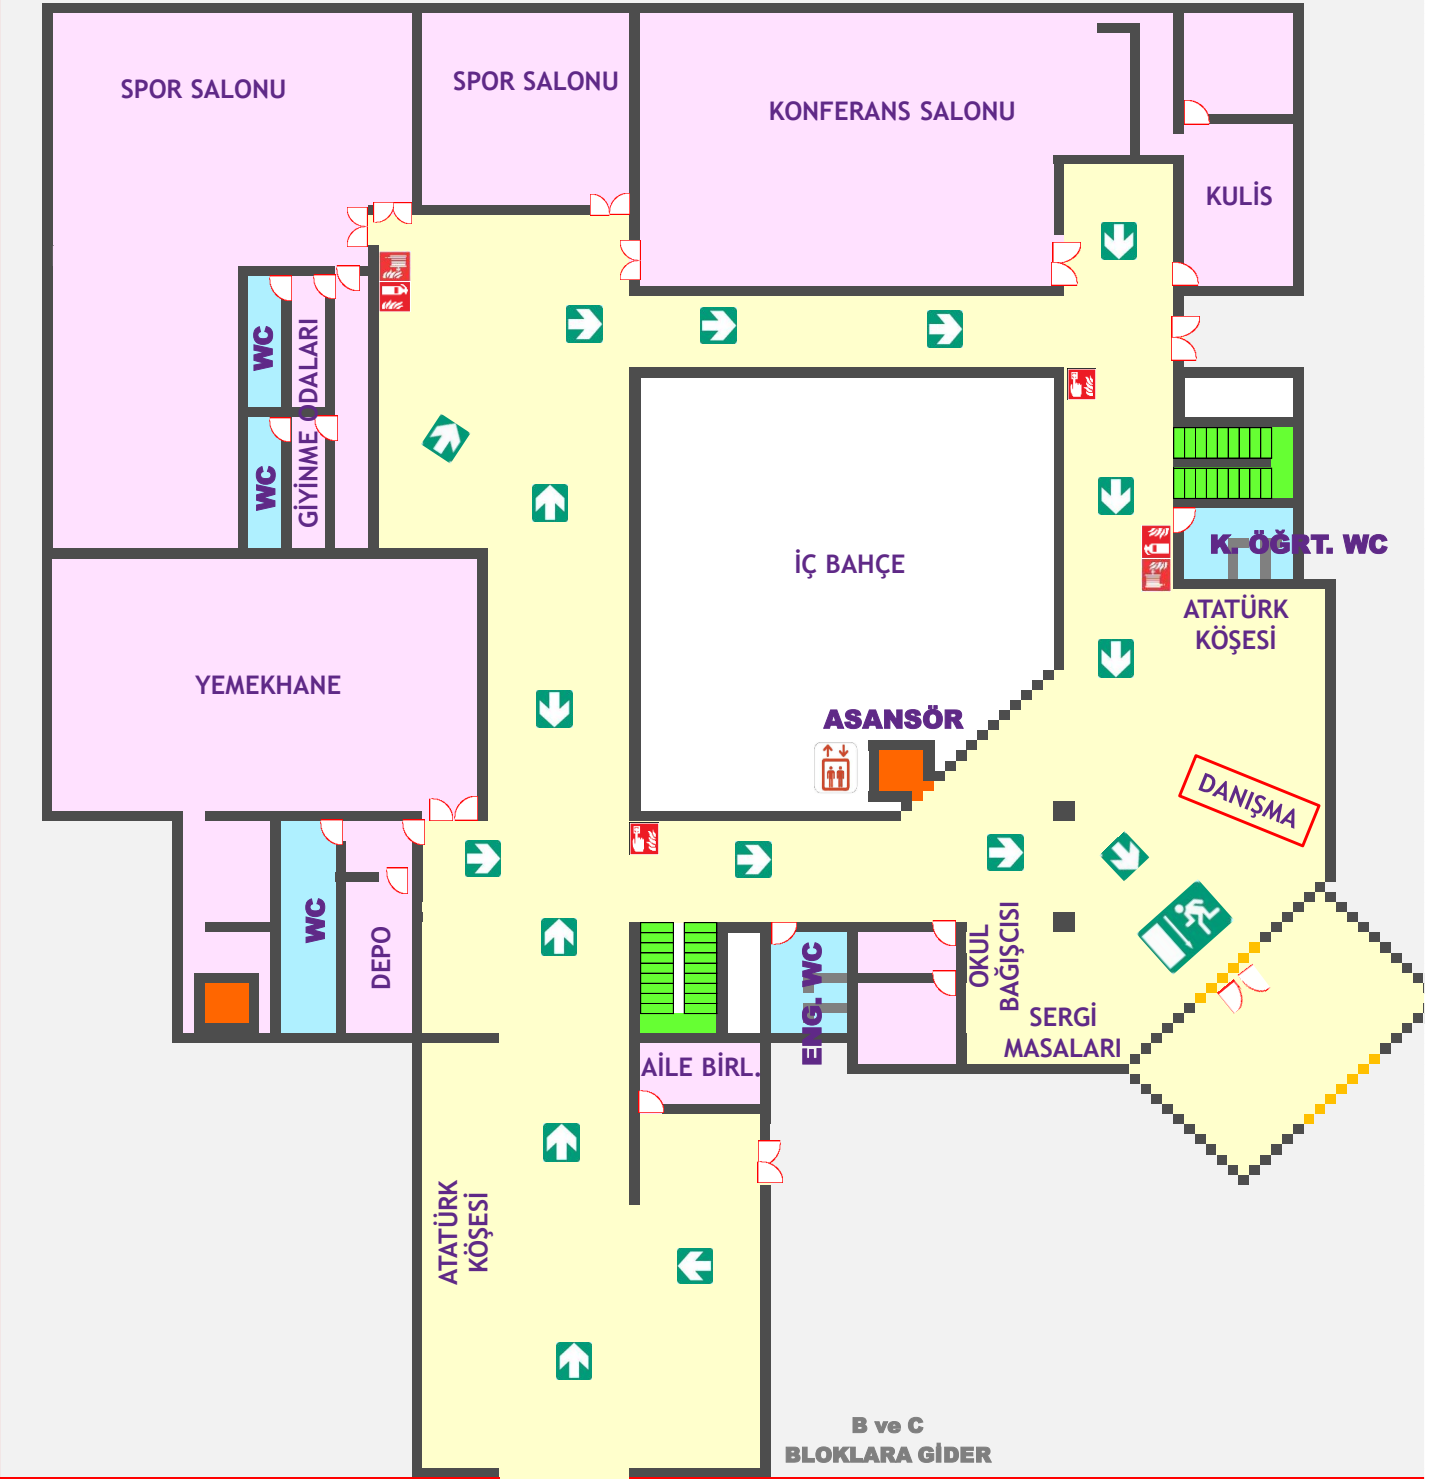 SPOR SALONU
SPOR SALONU
KONFERANS SALONU
KULİS
WC
GİYİNME ODALARI
WC
K. ÖĞRT. WC
İÇ BAHÇE
ATATÜRK
KÖŞESİ
YEMEKHANE
ASANSÖR
DANIŞMA
WC
DEPO
ENG. WC
OKUL
BAĞIŞCISI
SERGİ
MASALARI
AİLE BİRL.
ATATÜRK
KÖŞESİ
B ve C
BLOKLARA GİDER